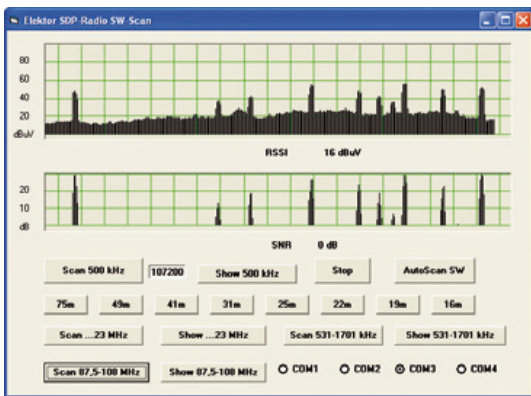 Elektor SDP-Radio SW-Scan
80
60
40
20
dBuV
RSSI 16 dBuV
20
10
dB
SNR 0 dB
Scan 500 kHz 107200 Show 500 kHz Stop AutoScan SW
75m 49m 41m 31m 25m 22m 19m 16m
Scan ...23 MHz Show ...23 MHz Scan 531-1701 kHz Show 531-1701 kHz
Scan 87,5-108 MHz Show 87,5-108 MHz COM1 COM2 COM3 COM4